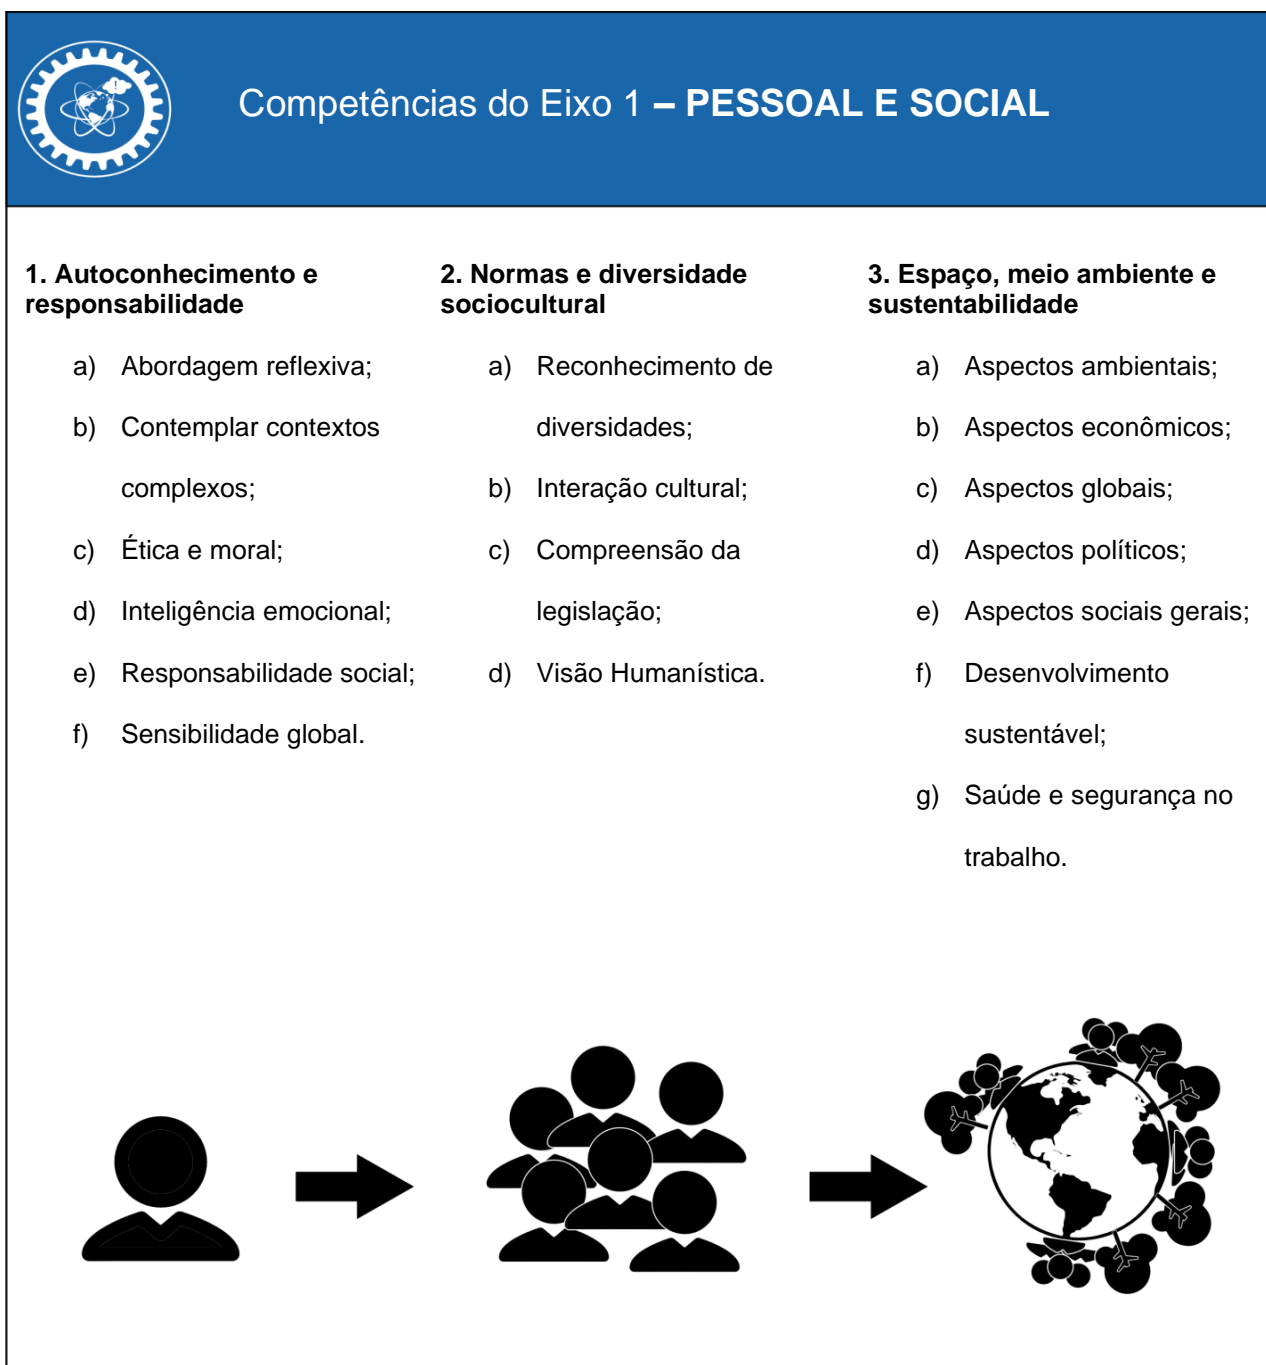 Competências do Eixo 1 – PESSOAL E SOCIAL
1. Autoconhecimento e
responsabilidade
a) Abordagem reflexiva;
b) Contemplar contextos
complexos;
c) Ética e moral;
d) Inteligência emocional;
e) Responsabilidade social;
f) Sensibilidade global.
2. Normas e diversidade
sociocultural
a) Reconhecimento de
diversidades;
b) Interação cultural;
c) Compreensão da
legislação;
d) Visão Humanística.
3. Espaço, meio ambiente e
sustentabilidade
a) Aspectos ambientais;
b) Aspectos econômicos;
c) Aspectos globais;
d) Aspectos políticos;
e) Aspectos sociais gerais;
f) Desenvolvimento
sustentável;
g) Saúde e segurança no
trabalho.